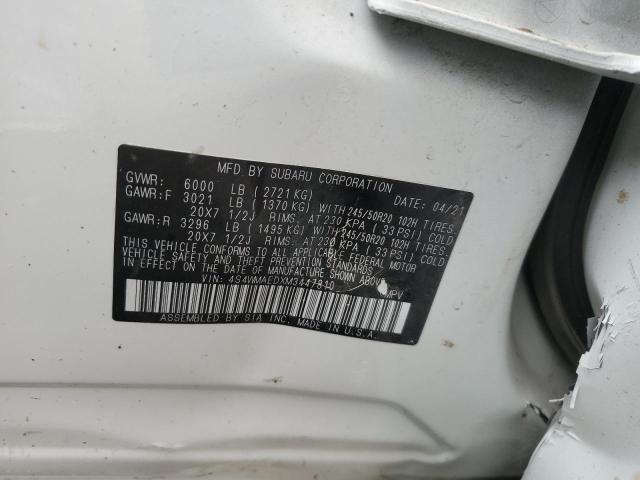 MFD BY SUBARU CORPORATION
GVWR: 6000 LB (2721 KG) DATE: 04/21
GAWR:F 3021 LB (1370 KG) WITH 245/50R20 102H TIRES.
20X7 1/2J RIMS. AT 230 KPA (33 PSI) COLD
GAWR:R 3296 LB (1495 KG) WITH 245/50R20 102H TIRES.
20X7 1/2J RIMS. AT 230 KPA (33 PSI) COLD
THIS VEHICLE CONFORMS TO ALL APPLICABLE FEDERAL MOTOR
VEHICLE SAFETY AND THEFT PREVENTION STANDARDS
IN EFFECT ON THE DATE OF MANUFACTURE SHOWN ABOVE.
VIN: 4S4WMAEDXM3447810 MPV
ASSEMBLED BY SIA INC. MADE IN U.S.A.